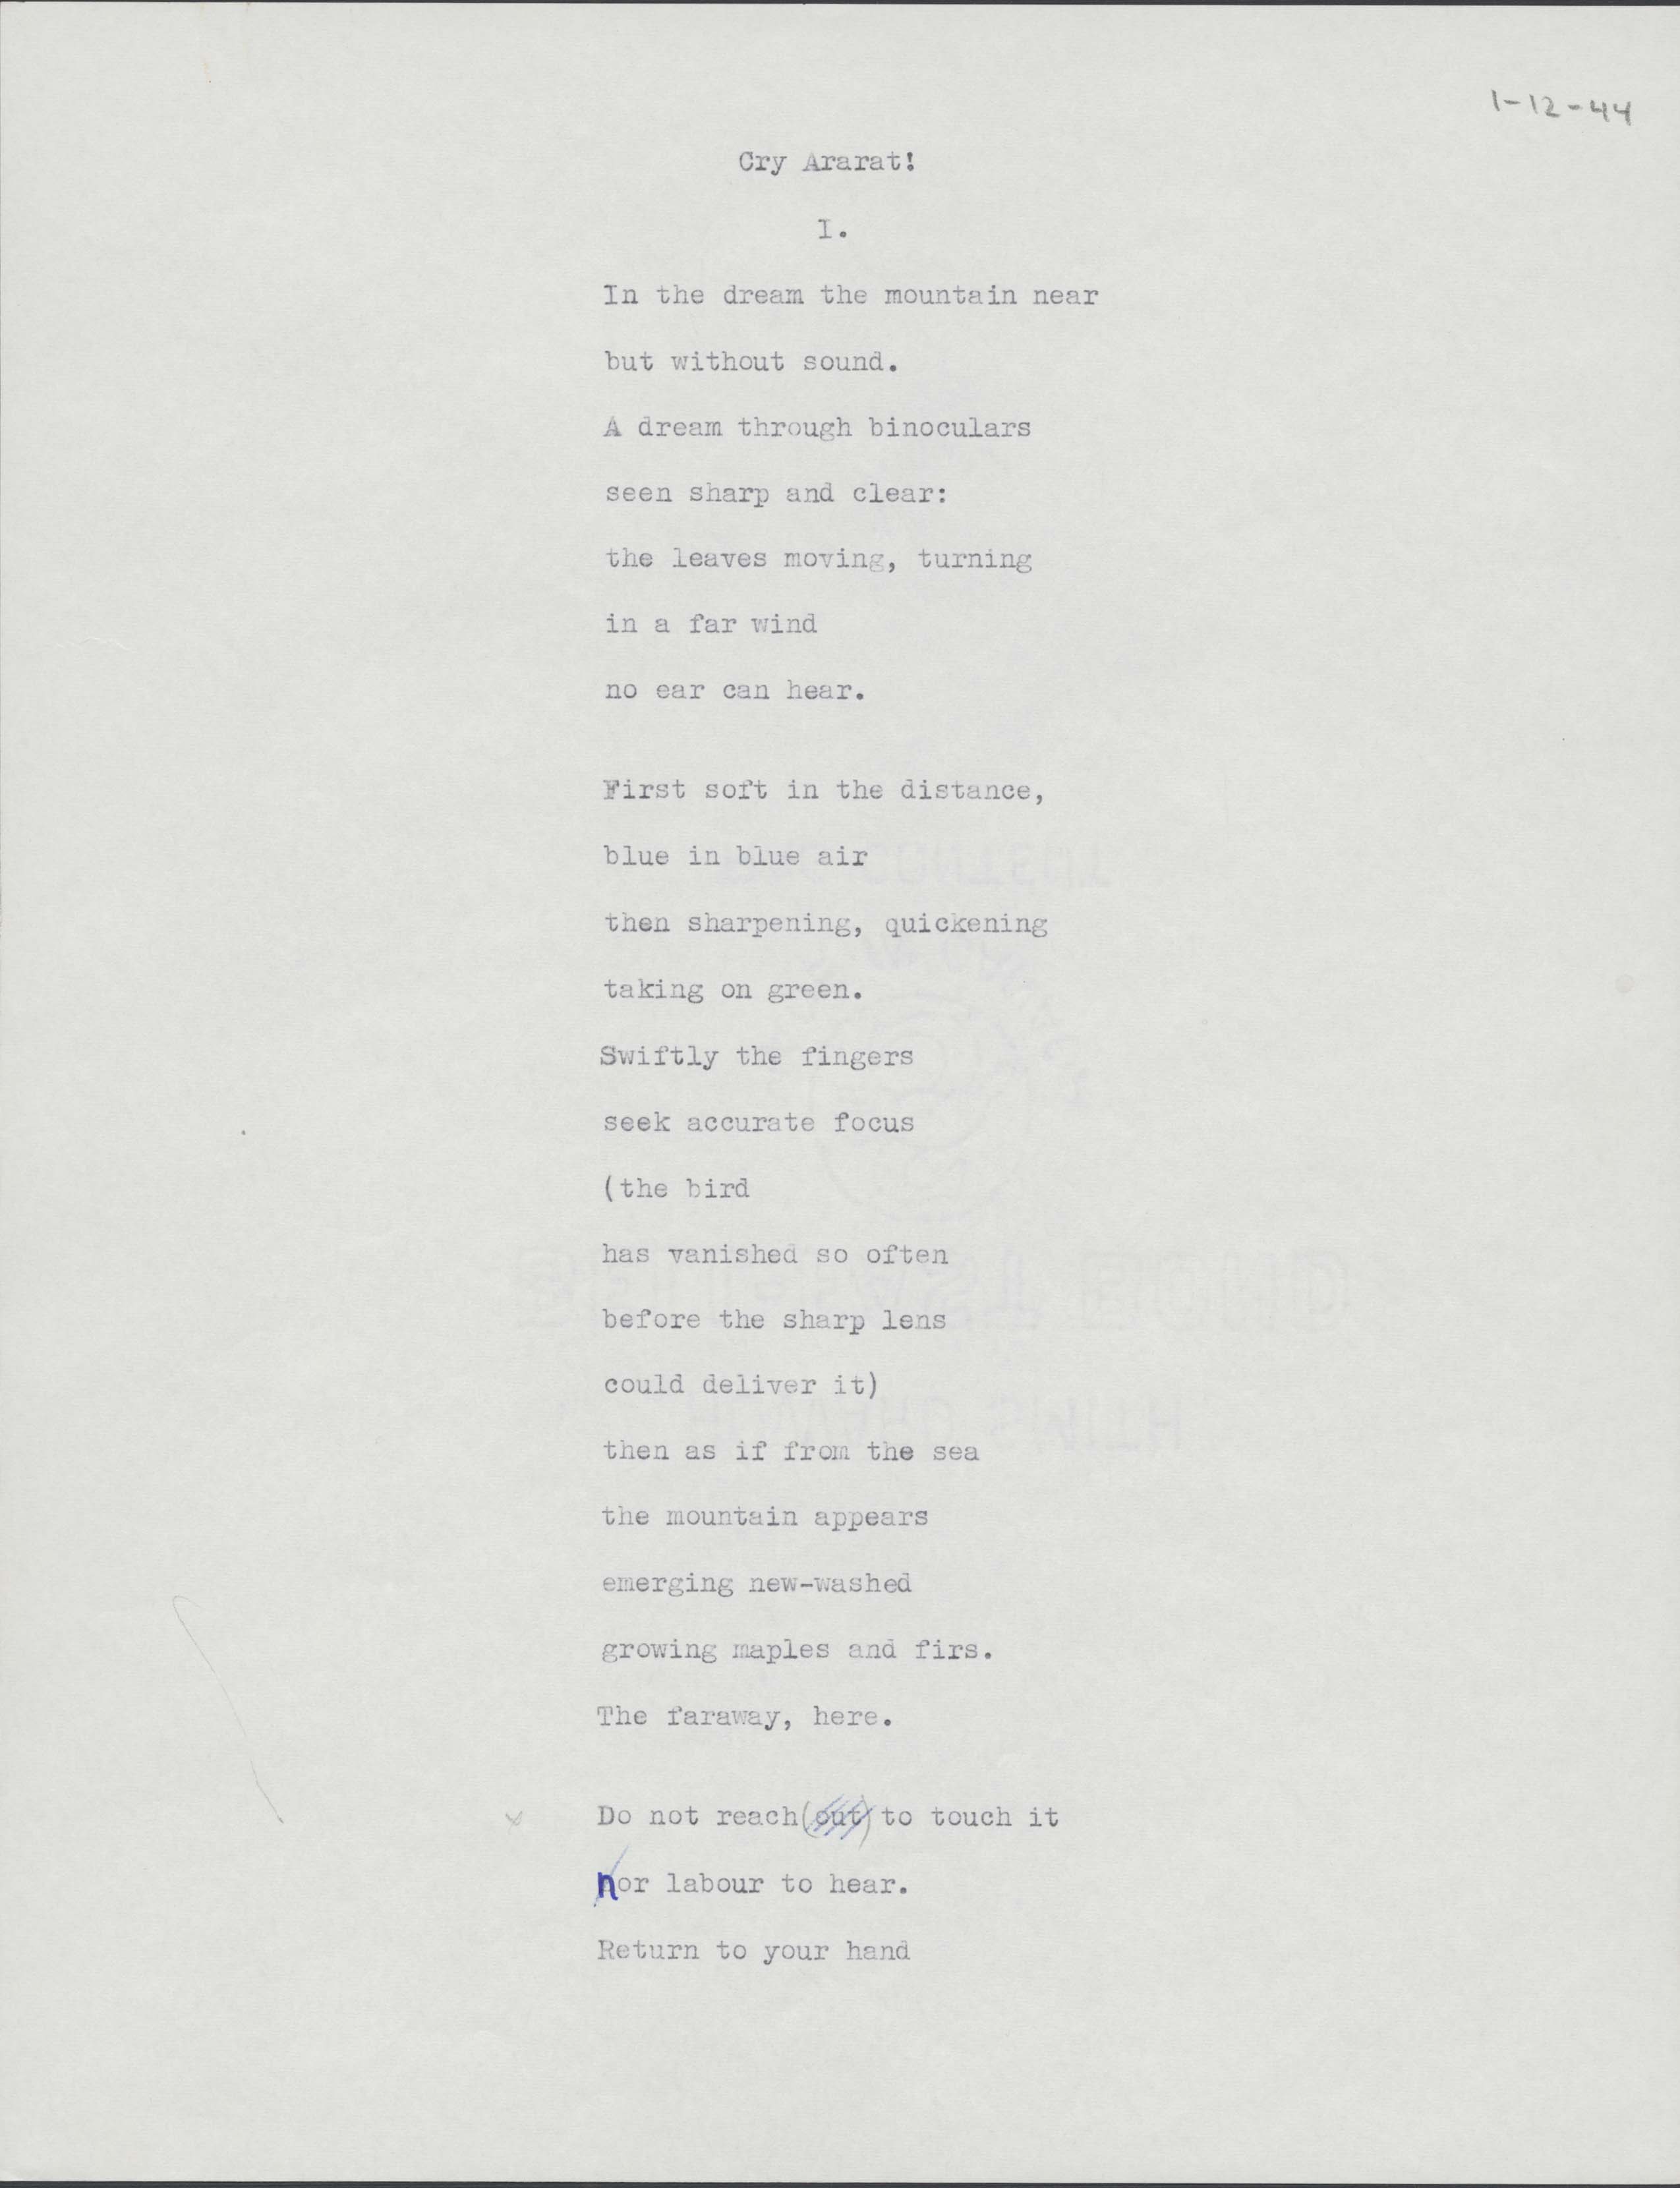 1-12-44
Cry Ararat!
I.
In the dream the mountain near
but without sound.
A dream through binoculars
seen sharp and clear:
the leaves moving, turning
in a far wind
no ear can hear.
First soft in the distance,
blue in blue air
then sharpening, quickening
taking on green.
Swiftly the fingers
seek accurate focus
(the bird
has vanished so often
before the sharp lens
could deliver it)
then as if from the sea
the mountain appears
emerging new-washed
growing maples and firs.
The faraway, here.
Do not reach (out) to touch it
nor labour to hear.
Return to your hand